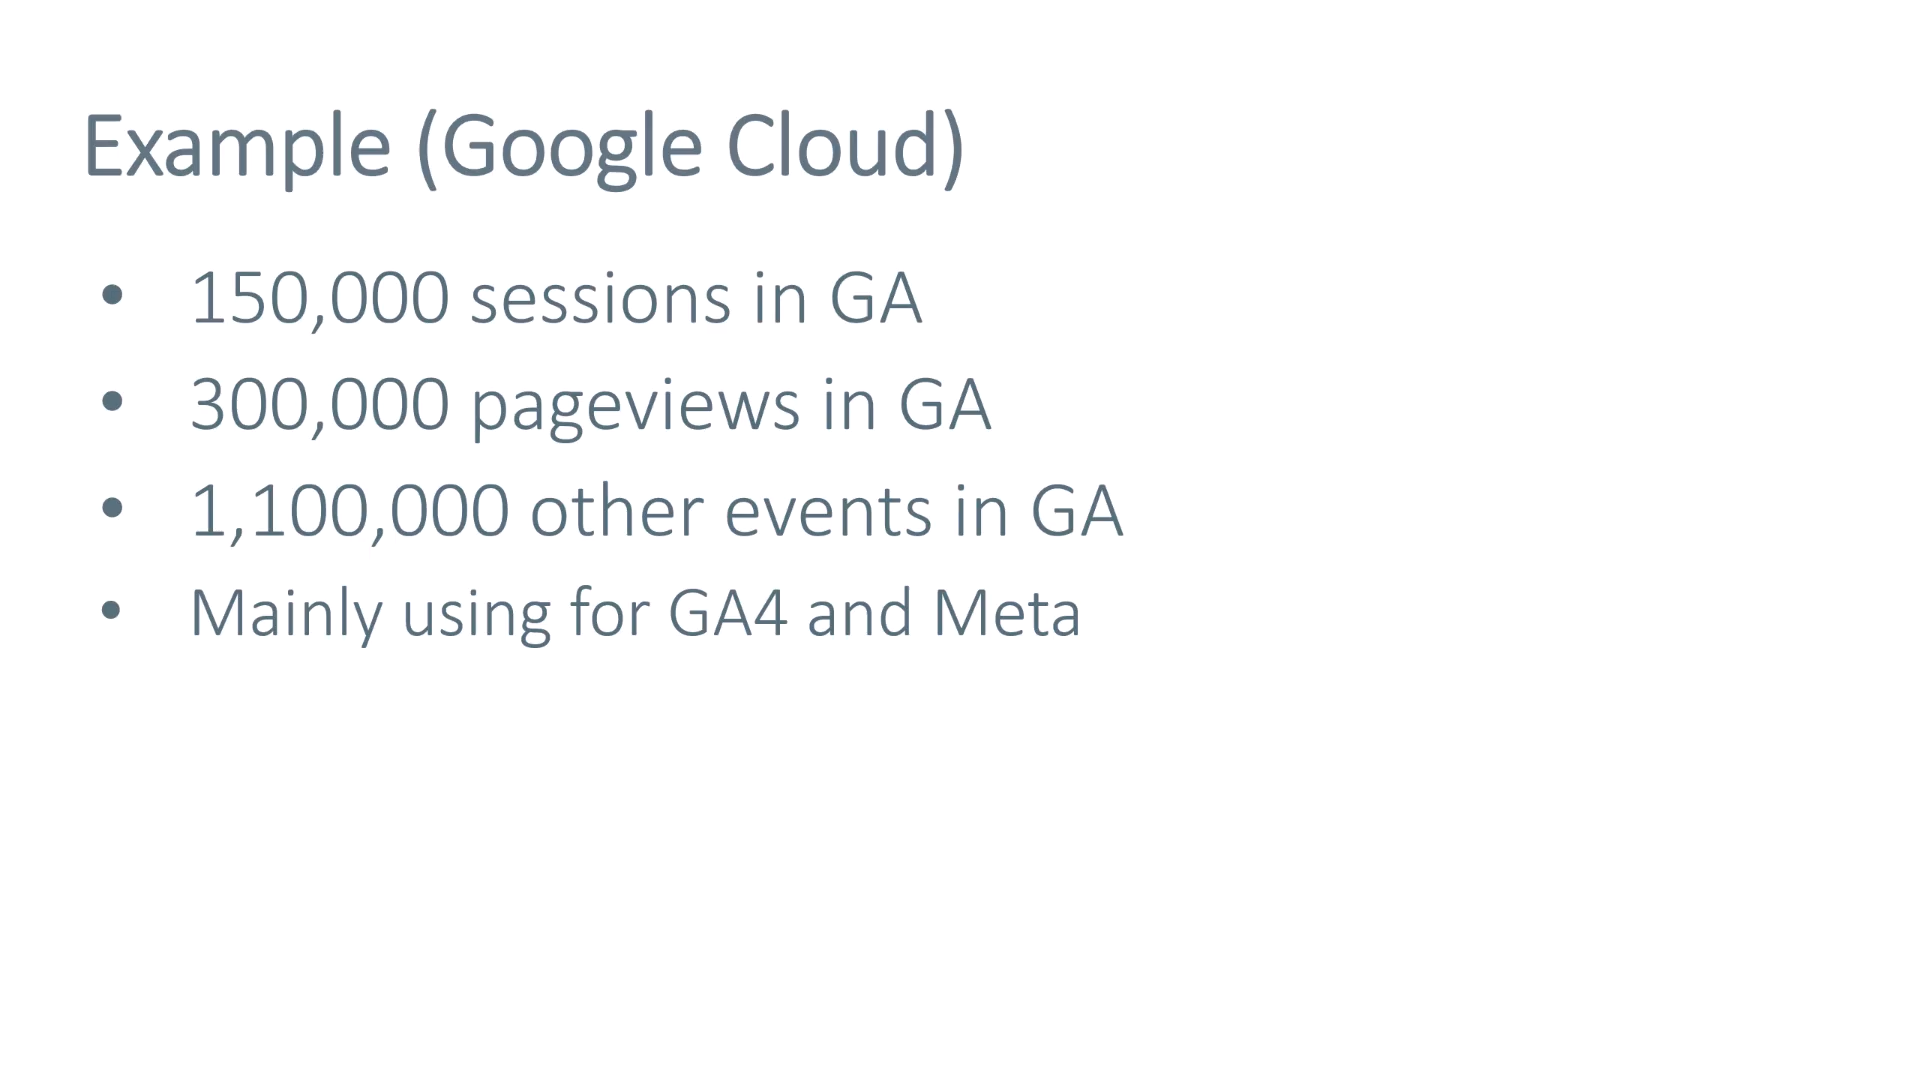 Example (Google Cloud)
• 150,000 sessions in GA
• 300,000 pageviews in GA
• 1,100,000 other events in GA
• Mainly using for GA4 and Meta